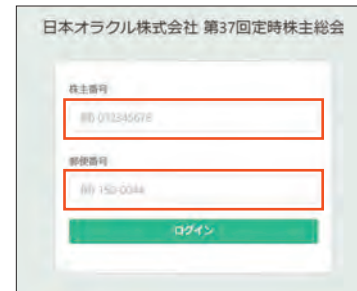 日本オラクル株式会社 第37回定時株主総会
株主番号
例) 012345678
郵便番号
例) 150-0044
ログイン